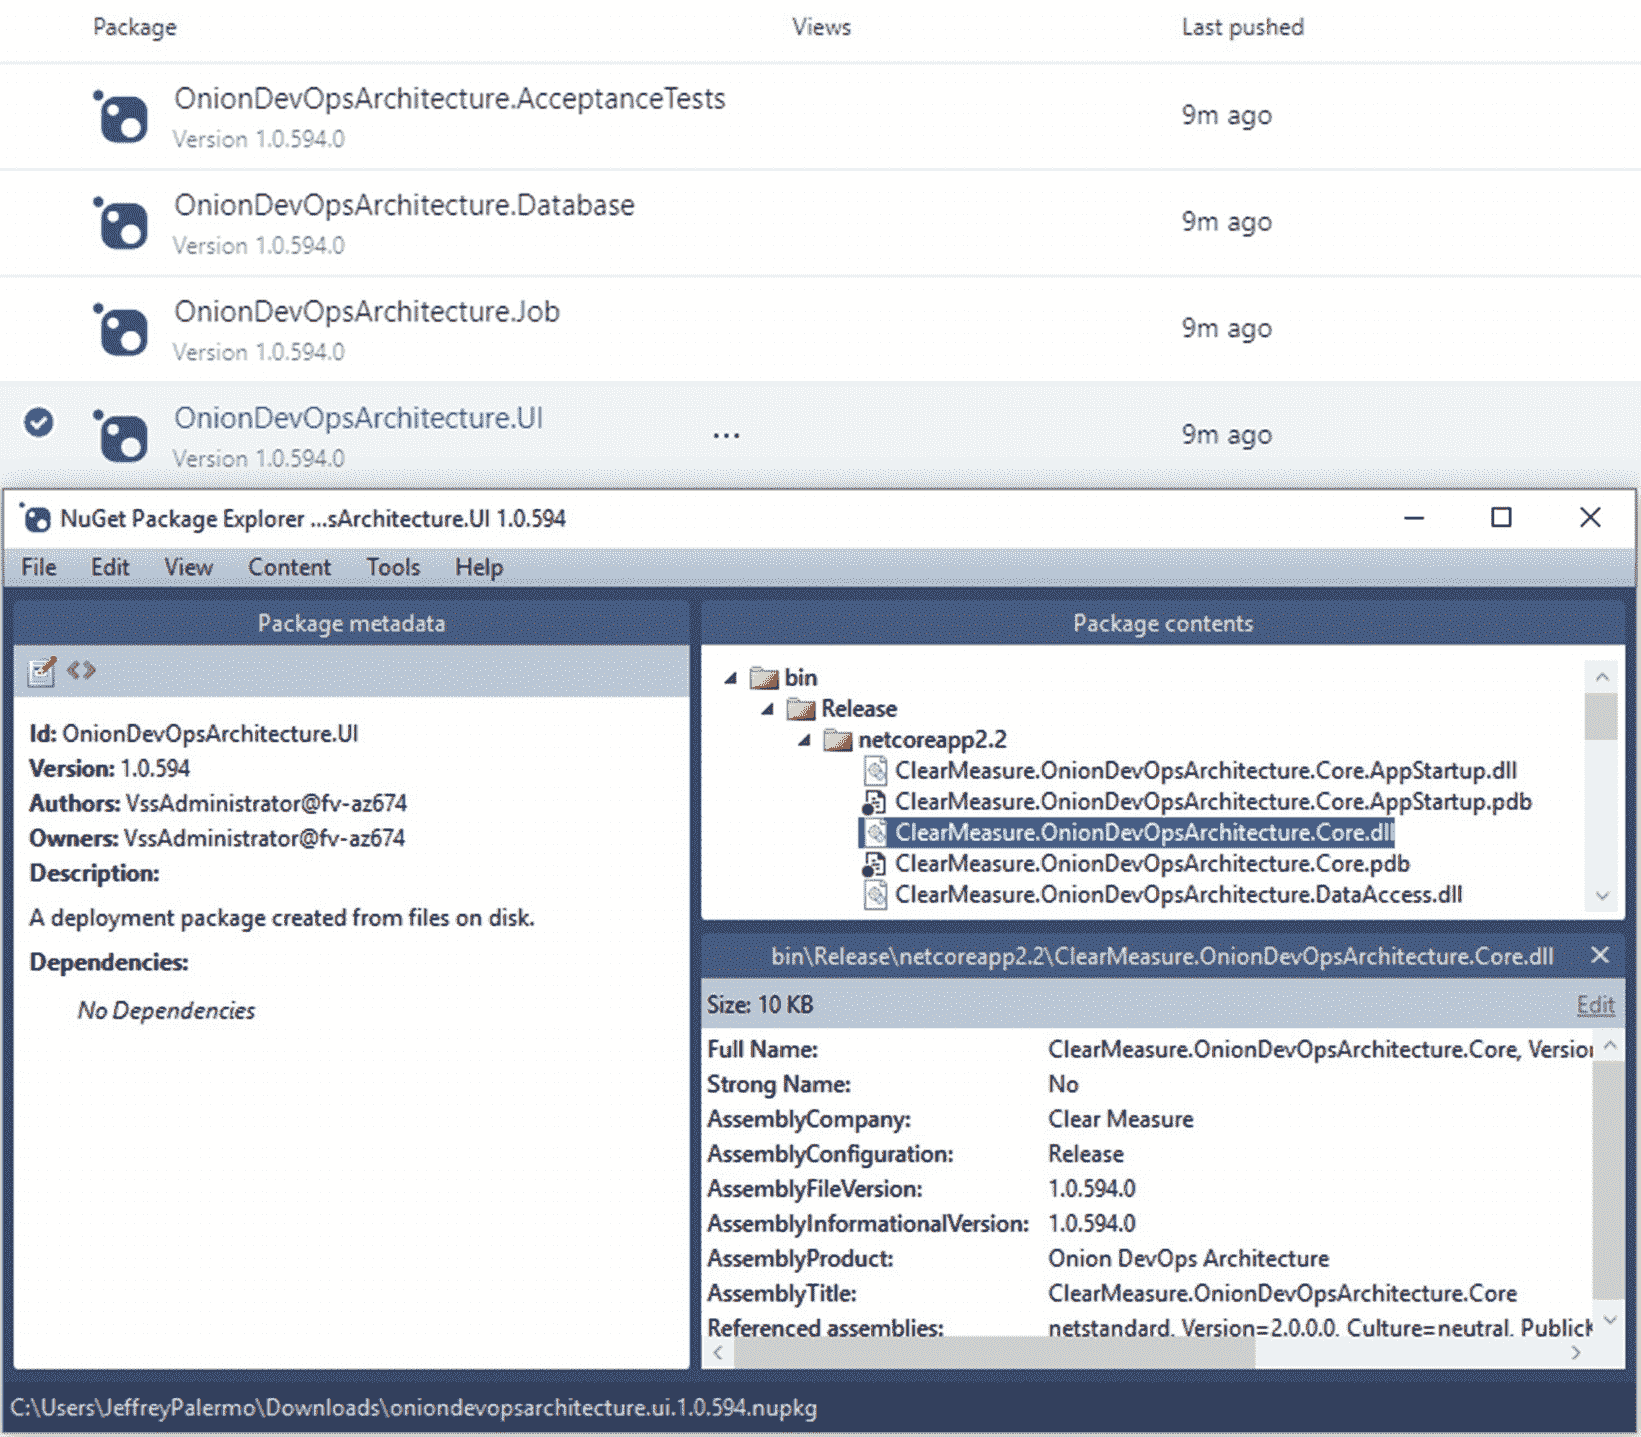 Package Views Last pushed
OnionDevOpsArchitecture.AcceptanceTests
Version 1.0.594.0
9m ago
OnionDevOpsArchitecture.Database
Version 1.0.594.0
9m ago
OnionDevOpsArchitecture.Job
Version 1.0.594.0
9m ago
OnionDevOpsArchitecture.UI
Version 1.0.594.0
...
9m ago
NuGet Package Explorer ...sArchitecture.UI 1.0.594
File Edit View Content Tools Help
Package metadata
Id: OnionDevOpsArchitecture.UI
Version: 1.0.594
Authors: VssAdministrator@fv-az674
Owners: VssAdministrator@fv-az674
Description:
A deployment package created from files on disk.
Dependencies:
No Dependencies
Package contents
bin
Release
netcoreapp2.2
ClearMeasure.OnionDevOpsArchitecture.Core.AppStartup.dll
ClearMeasure.OnionDevOpsArchitecture.Core.AppStartup.pdb
ClearMeasure.OnionDevOpsArchitecture.Core.dll
ClearMeasure.OnionDevOpsArchitecture.Core.pdb
ClearMeasure.OnionDevOpsArchitecture.DataAccess.dll
bin\Release\netcoreapp2.2\ClearMeasure.OnionDevOpsArchitecture.Core.dll
Size: 10 KB Edit
Full Name: ClearMeasure.OnionDevOpsArchitecture.Core, Version
Strong Name: No
AssemblyCompany: Clear Measure
AssemblyConfiguration: Release
AssemblyFileVersion: 1.0.594.0
AssemblyInformationalVersion: 1.0.594.0
AssemblyProduct: Onion DevOps Architecture
AssemblyTitle: ClearMeasure.OnionDevOpsArchitecture.Core
Referenced assemblies: netstandard, Version=2.0.0.0, Culture=neutral, PublicK
C:\Users\JeffreyPalermo\Downloads\oniondevopsarchitecture.ui.1.0.594.nupkg